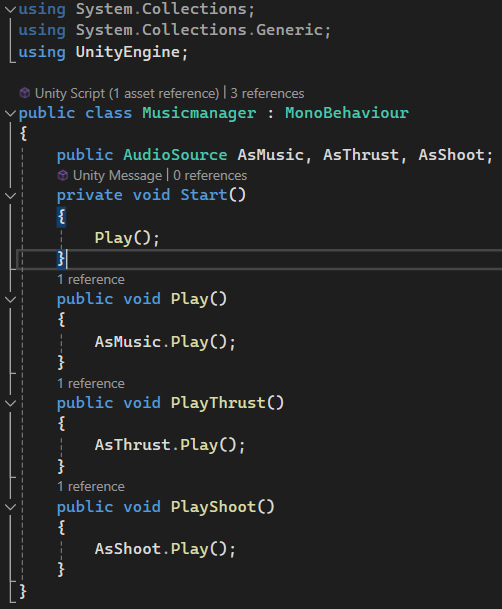 using System.Collections;
using System.Collections.Generic;
using UnityEngine;
Unity Script (1 asset reference) | 3 references
public class Musicmanager : MonoBehaviour
{
public AudioSource AsMusic, AsThrust, AsShoot;
Unity Message | 0 references
private void Start()
{
Play();
}
1 reference
public void Play()
{
AsMusic.Play();
}
1 reference
public void PlayThrust()
{
AsThrust.Play();
}
1 reference
public void PlayShoot()
{
AsShoot.Play();
}
}